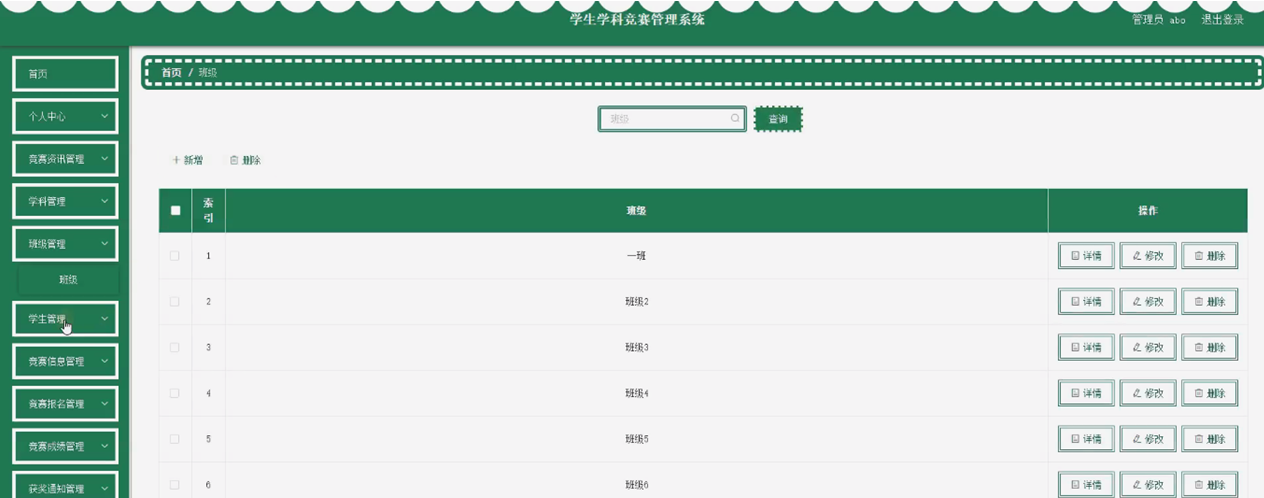 学生学科竞赛管理系统
管理员 abo 退出登录
首页
个人中心
竞赛资讯管理
学科管理
班级管理
班级
学生管理
竞赛信息管理
竞赛报名管理
竞赛成绩管理
获奖通知管理
首页 / 班级
班级 查询
新增 删除
索引 班级 操作
1 一班 详情 修改 删除
2 班级2 详情 修改 删除
3 班级3 详情 修改 删除
4 班级4 详情 修改 删除
5 班级5 详情 修改 删除
6 班级6 详情 修改 删除